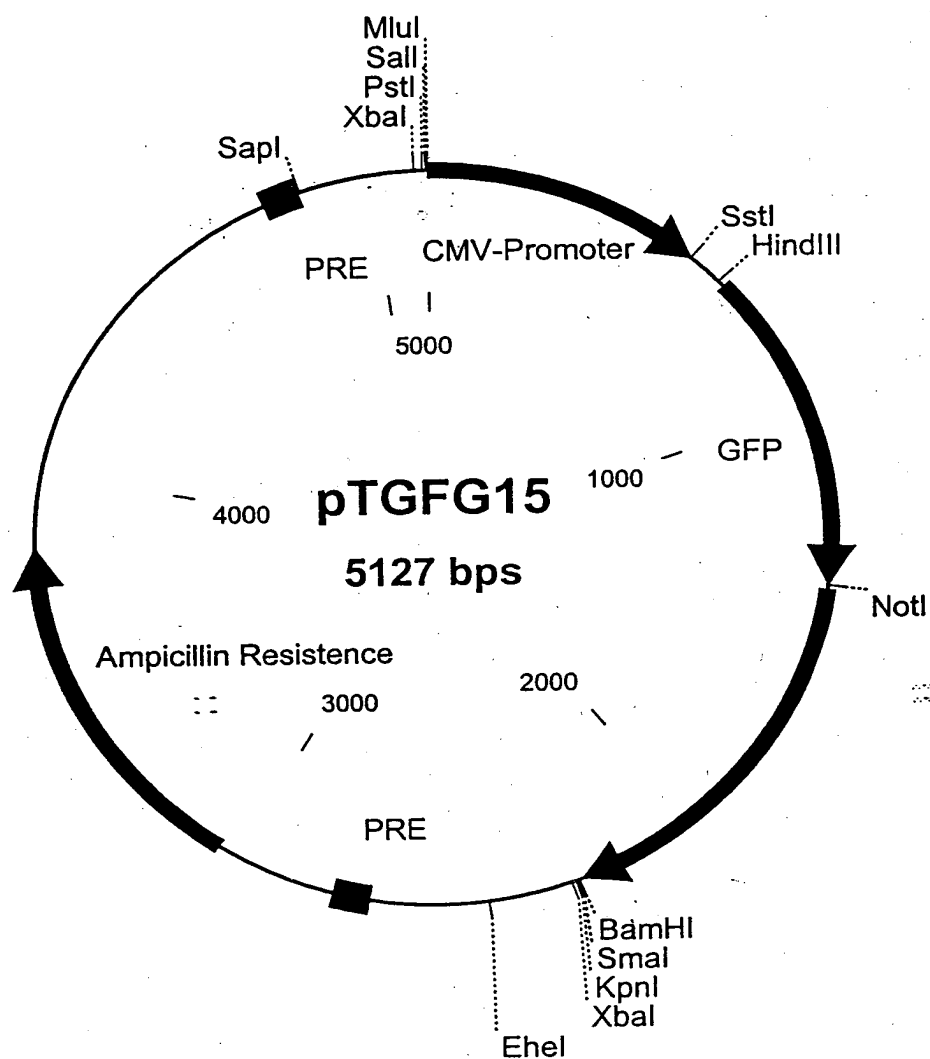 MluI
SalI
PstI
XbaI
SapI
SstI
HindIII
CMV-Promoter
PRE
5000
GFP
1000
4000
pTGFG15
5127 bps
NotI
Ampicillin Resistence
2000
3000
PRE
BamHI
SmaI
KpnI
XbaI
EheI